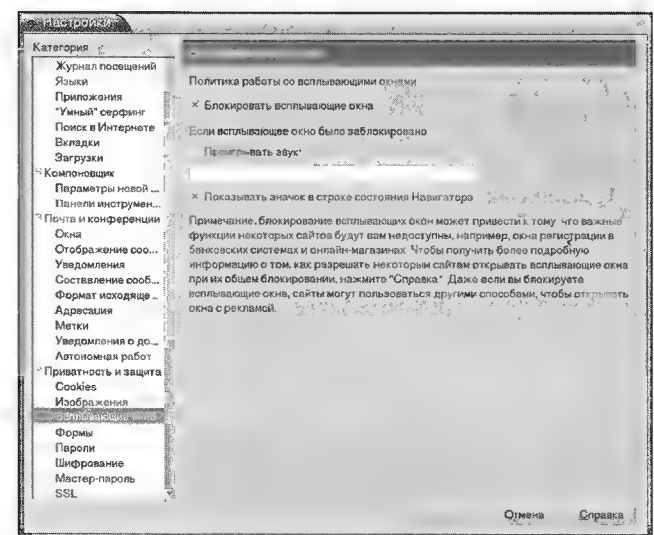 Настройки
Категория
Журнал посещений
Языки
Приложения
"Умный" серфинг
Поиск в Интернете
Вкладки
Загрузки
Компоновщик
Параметры новой ...
Панели инструмен...
Почта и конференции
Окна
Отображение соо...
Уведомления
Составление сооб...
Формат исходяще ..
Адресация
Метки
Уведомления о до...
Автономная работ
Приватность и защита
Cookies
Изображения
Всплывающие окна
Формы
Пароли
Шифрование
Мастер-пароль
SSL
Политика работы со всплывающими окнами
× Блокировать всплывающие окна
Если всплывающее окно было заблокировано
Проигрывать звук:
× Показывать значок в строке состояния Навигатора
Примечание. блокирование всплывающих окон может привести к тому что важные
функции некоторых сайтов будут вам недоступны, например, окна регистрации в
банковских системах и онлайн-магазинах Чтобы получить более подробную
информацию о том, как разрешать некоторым сайтам открывать всплывающие окна
при их общем блокировании, нажмите "Справка" Даже если вы блокируете
всплывающие окна, сайты могут пользоваться другими способами, чтобы открывать
окна с рекламой.
Отмена Справка